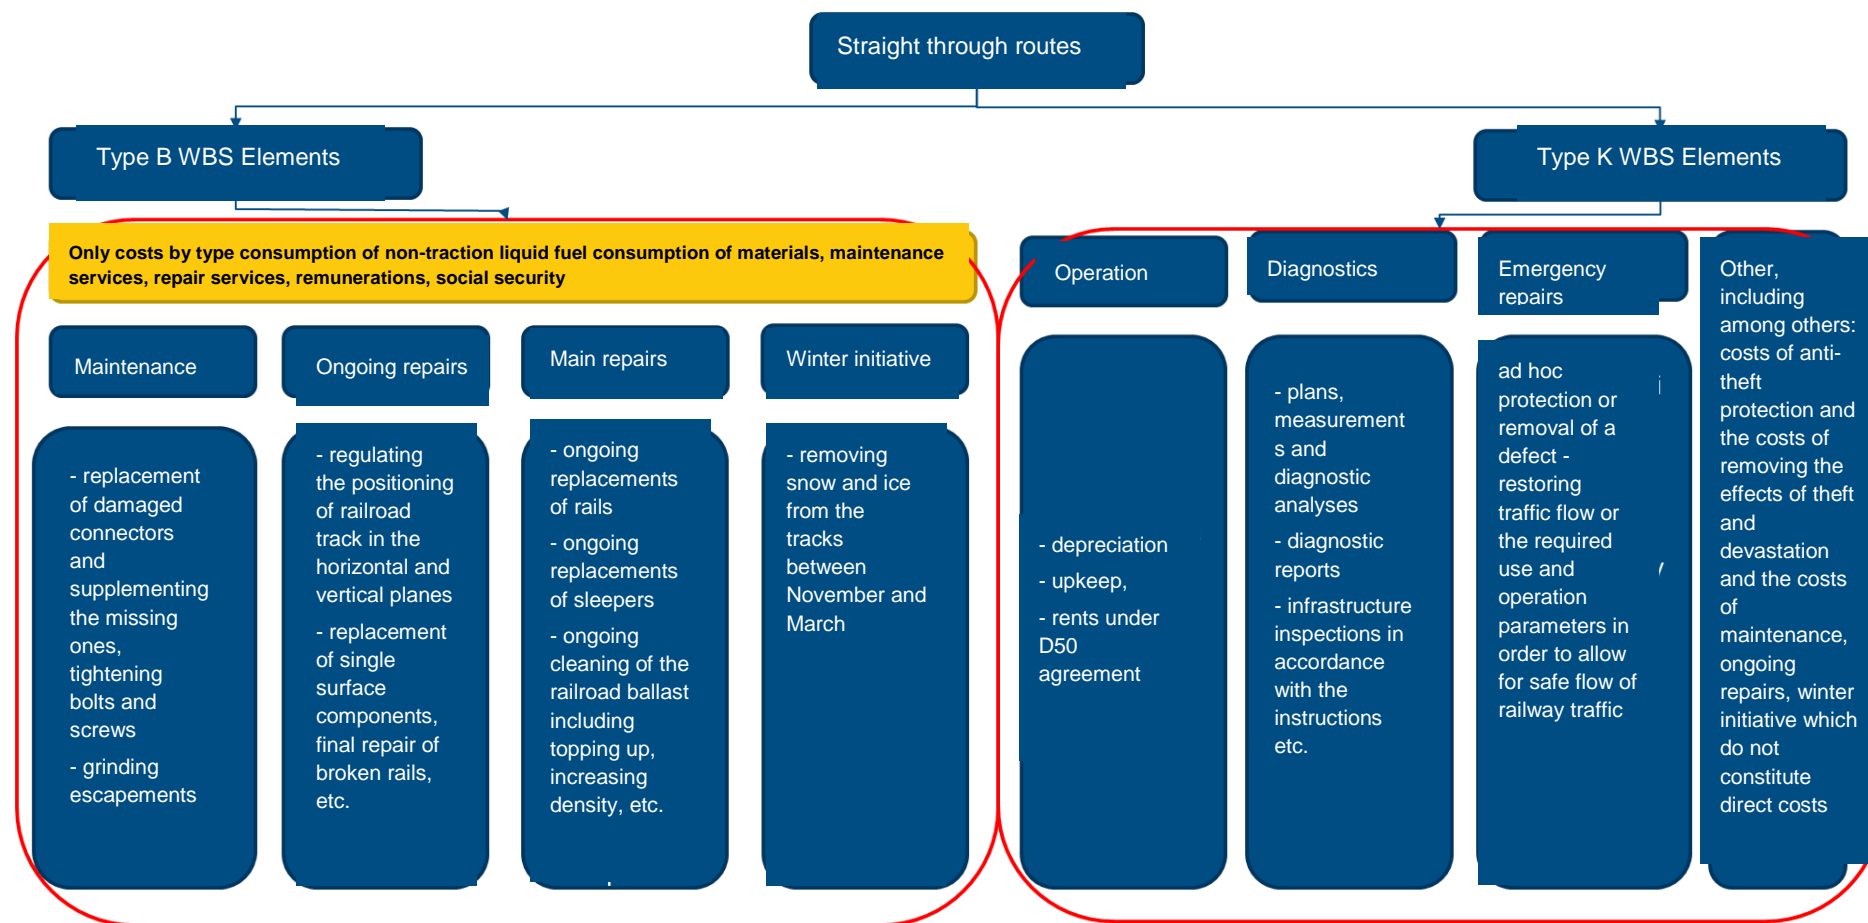 Straight through routes
Type B WBS Elements
Type K WBS Elements
Only costs by type consumption of non-traction liquid fuel consumption of materials, maintenance
services, repair services, remunerations, social security
Maintenance
- replacement
of damaged
connectors
and
supplementing
the missing
ones,
tightening
bolts and
screws
- grinding
escapements
Ongoing repairs
- regulating
the positioning
of railroad
track in the
horizontal and
vertical planes
- replacement
of single
surface
components,
final repair of
broken rails,
etc.
Main repairs
- ongoing
replacements
of rails
- ongoing
replacements
of sleepers
- ongoing
cleaning of the
railroad ballast
including
topping up,
increasing
density, etc.
Winter initiative
- removing
snow and ice
from the
tracks
between
November and
March
Operation
- depreciation
- upkeep,
- rents under
D50
agreement
Diagnostics
- plans,
measurement
s and
diagnostic
analyses
- diagnostic
reports
- infrastructure
inspections in
accordance
with the
instructions
etc.
Emergency
repairs
ad hoc
protection or
removal of a
defect -
restoring
traffic flow or
the required
use and
operation
parameters in
order to allow
for safe flow of
railway traffic
Other,
including
among others:
costs of anti-
theft
protection and
the costs of
removing the
effects of theft
and
devastation
and the costs
of
maintenance,
ongoing
repairs, winter
initiative which
do not
constitute
direct costs